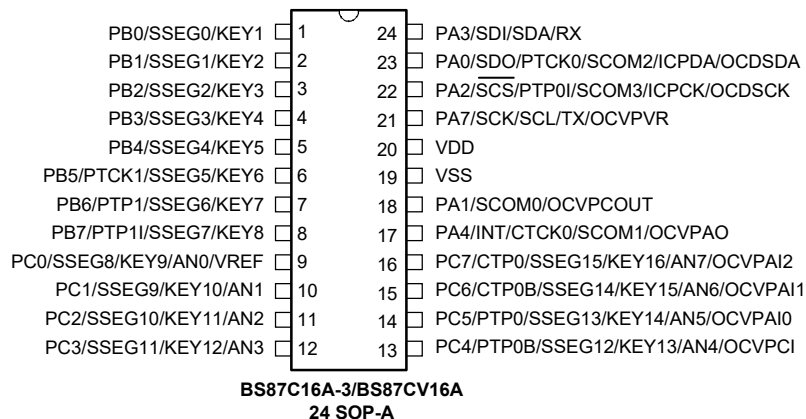 PB0/SSEG0/KEY1 1 24 PA3/SDI/SDA/RX
PB1/SSEG1/KEY2 2 23 PA0/SDO/PTCK0/SCOM2/ICPDA/OCDSDA
PB2/SSEG2/KEY3 3 22 PA2/SCS/PTP0I/SCOM3/ICPCK/OCDSCK
PB3/SSEG3/KEY4 4 21 PA7/SCK/SCL/TX/OCVPVR
PB4/SSEG4/KEY5 5 20 VDD
PB5/PTCK1/SSEG5/KEY6 6 19 VSS
PB6/PTP1/SSEG6/KEY7 7 18 PA1/SCOM0/OCVPCOUT
PB7/PTP1I/SSEG7/KEY8 8 17 PA4/INT/CTCK0/SCOM1/OCVPAO
PC0/SSEG8/KEY9/AN0/VREF 9 16 PC7/CTP0/SSEG15/KEY16/AN7/OCVPAI2
PC1/SSEG9/KEY10/AN1 10 15 PC6/CTP0B/SSEG14/KEY15/AN6/OCVPAI1
PC2/SSEG10/KEY11/AN2 11 14 PC5/PTP0/SSEG13/KEY14/AN5/OCVPAI0
PC3/SSEG11/KEY12/AN3 12 13 PC4/PTP0B/SSEG12/KEY13/AN4/OCVPCI
BS87C16A-3/BS87CV16A
24 SOP-A